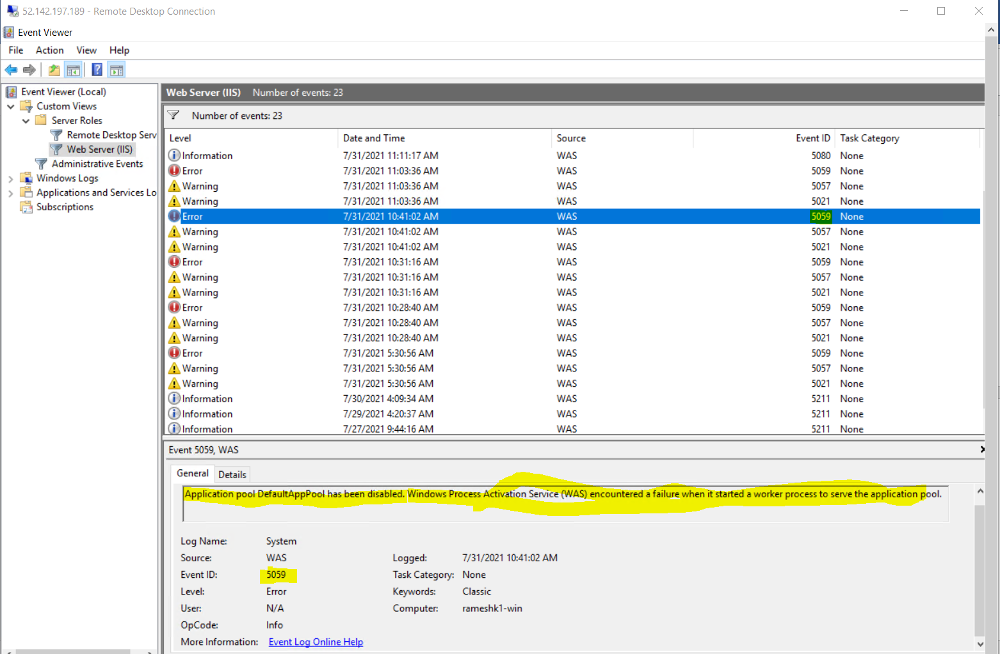 52.142.197.189 - Remote Desktop Connection
Event Viewer
File Action View Help
Event Viewer (Local)
Custom Views
Server Roles
Remote Desktop Serv
Web Server (IIS)
Administrative Events
Windows Logs
Applications and Services Lo
Subscriptions
Web Server (IIS) Number of events: 23
Number of events: 23
Level Date and Time Source Event ID Task Category
Information 7/31/2021 11:11:17 AM WAS 5080 None
Error 7/31/2021 11:03:36 AM WAS 5059 None
Warning 7/31/2021 11:03:36 AM WAS 5057 None
Warning 7/31/2021 11:03:36 AM WAS 5021 None
Error 7/31/2021 10:41:02 AM WAS 5059 None
Warning 7/31/2021 10:41:02 AM WAS 5057 None
Warning 7/31/2021 10:41:02 AM WAS 5021 None
Error 7/31/2021 10:31:16 AM WAS 5059 None
Warning 7/31/2021 10:31:16 AM WAS 5057 None
Warning 7/31/2021 10:31:16 AM WAS 5021 None
Error 7/31/2021 10:28:40 AM WAS 5059 None
Warning 7/31/2021 10:28:40 AM WAS 5057 None
Warning 7/31/2021 10:28:40 AM WAS 5021 None
Error 7/31/2021 5:30:56 AM WAS 5059 None
Warning 7/31/2021 5:30:56 AM WAS 5057 None
Warning 7/31/2021 5:30:56 AM WAS 5021 None
Information 7/30/2021 4:09:34 AM WAS 5211 None
Information 7/29/2021 4:20:37 AM WAS 5211 None
Information 7/27/2021 9:44:16 AM WAS 5211 None
Event 5059, WAS
General Details
Application pool DefaultAppPool has been disabled. Windows Process Activation Service (WAS) encountered a failure when it started a worker process to serve the application pool.
Log Name: System
Source: WAS Logged: 7/31/2021 10:41:02 AM
Event ID: 5059 Task Category: None
Level: Error Keywords: Classic
User: N/A Computer: rameshk1-win
OpCode: Info
More Information: Event Log Online Help